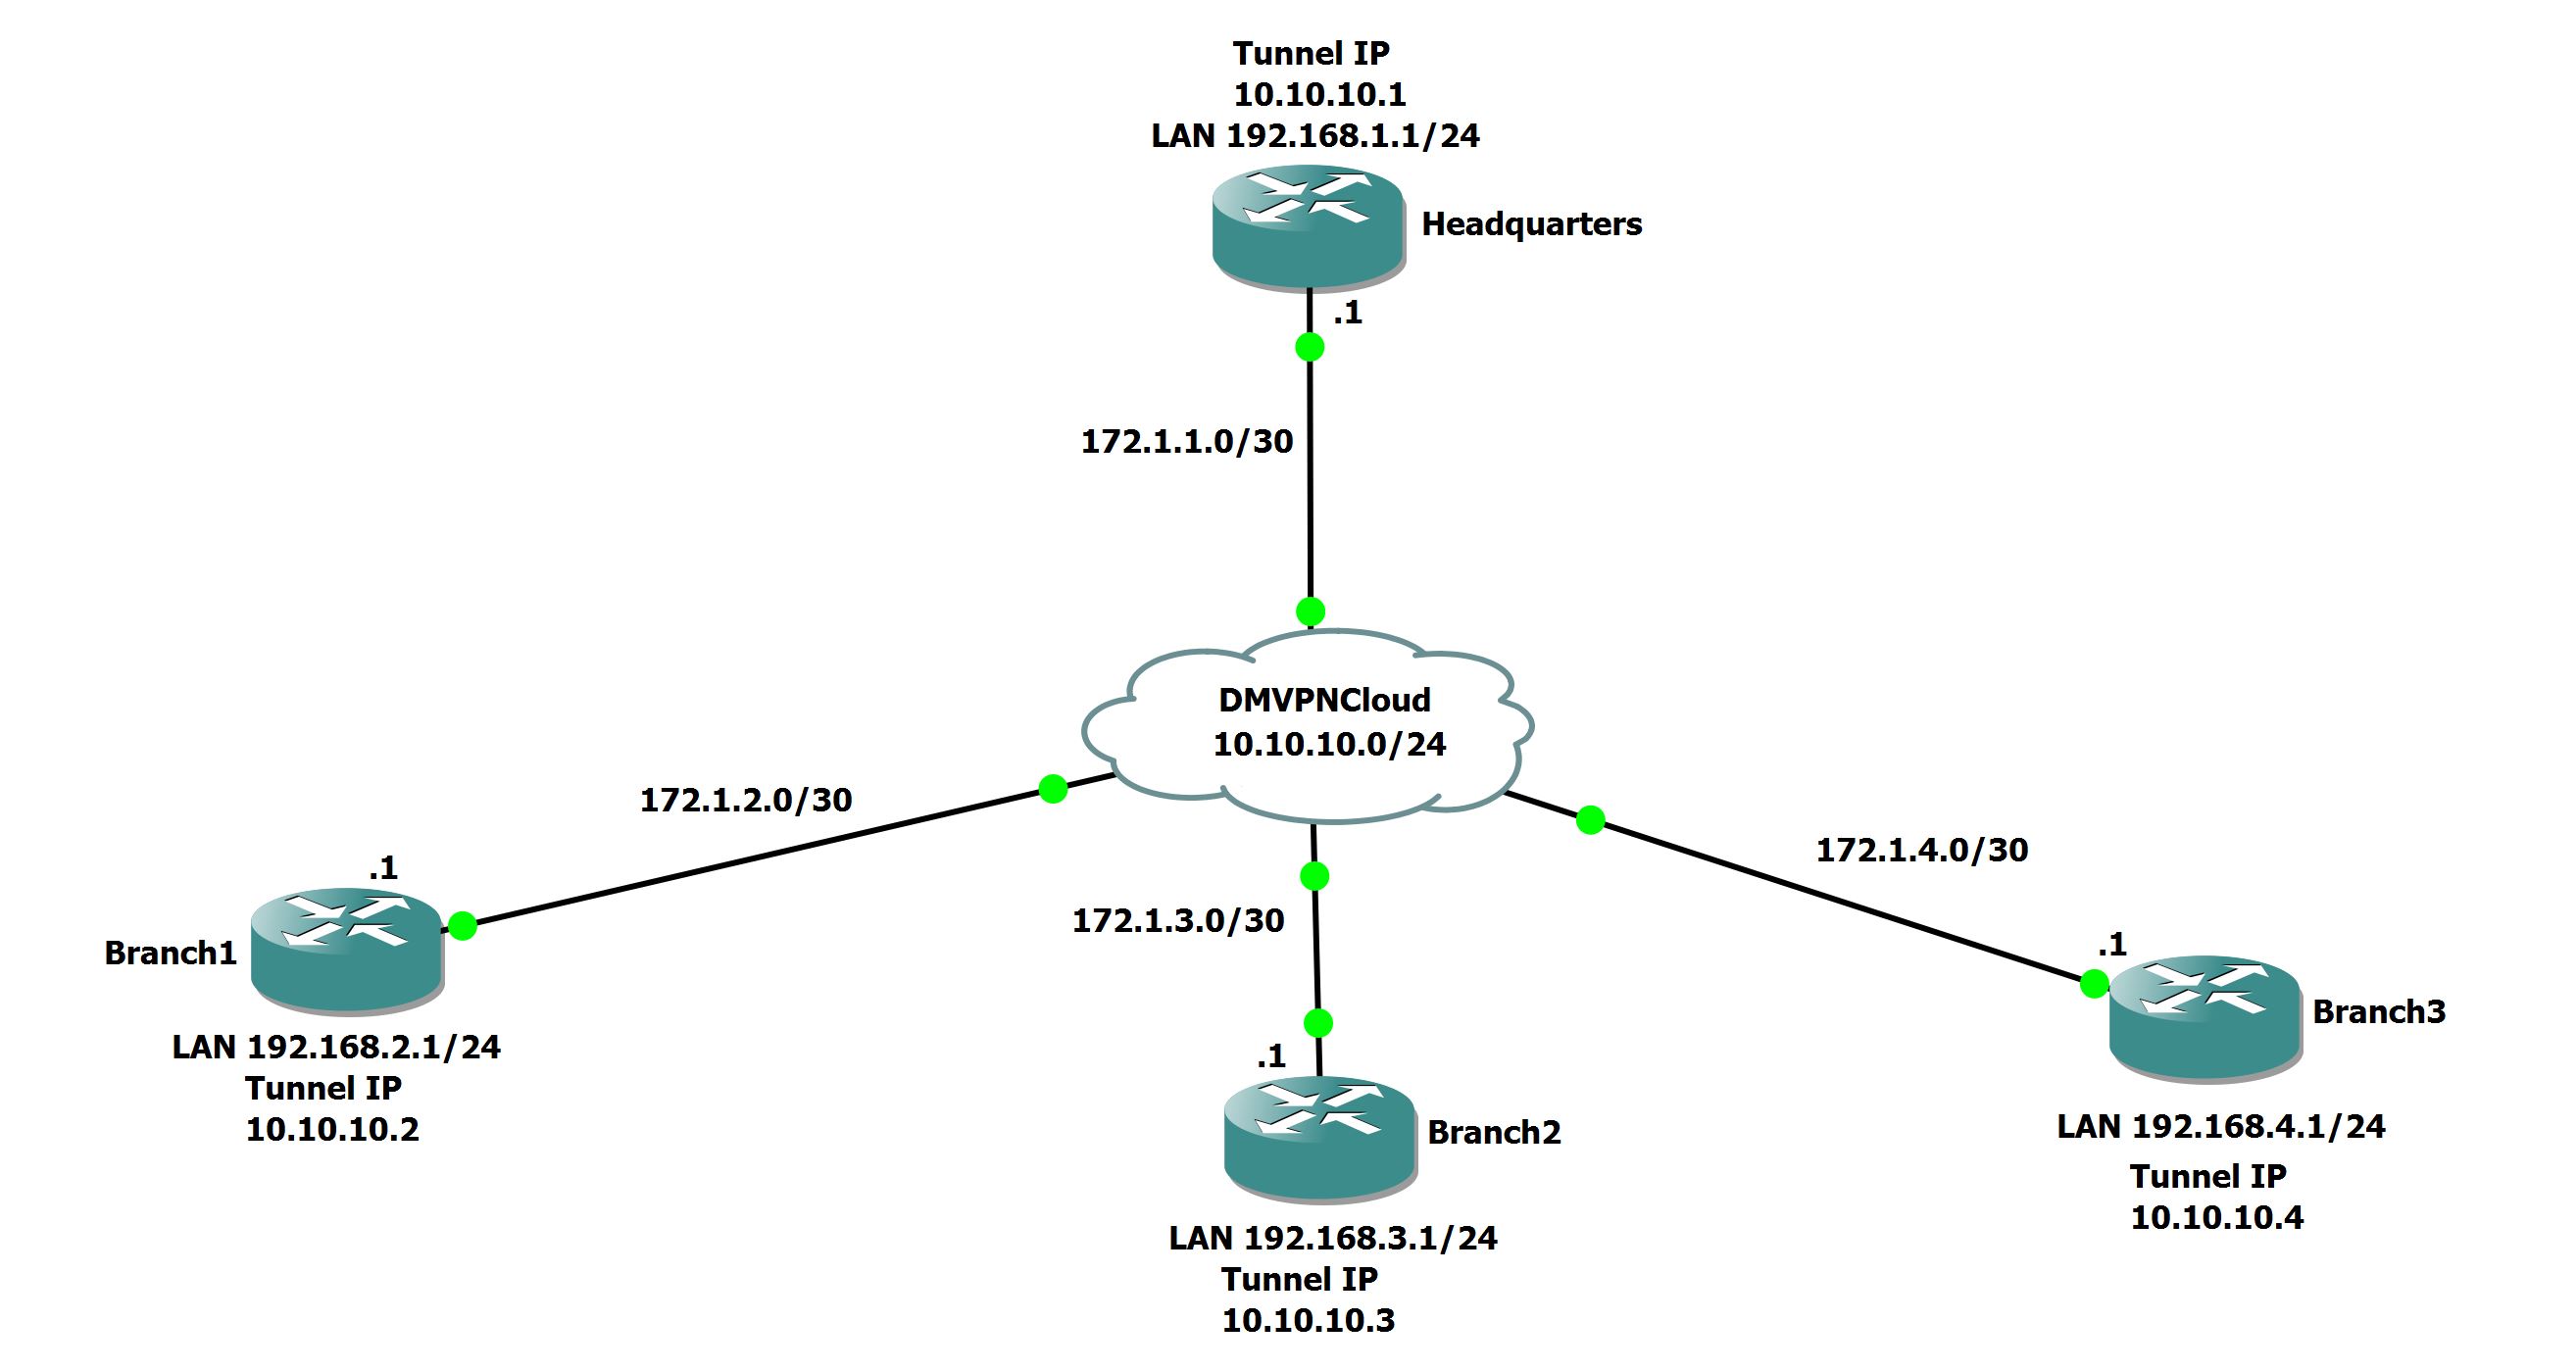 Tunnel IP
10.10.10.1
LAN 192.168.1.1/24
Headquarters
.1
172.1.1.0/30
DMVPNCloud
10.10.10.0/24
172.1.2.0/30
.1
Branch1
LAN 192.168.2.1/24
Tunnel IP
10.10.10.2
172.1.3.0/30
.1
Branch2
LAN 192.168.3.1/24
Tunnel IP
10.10.10.3
172.1.4.0/30
.1
Branch3
LAN 192.168.4.1/24
Tunnel IP
10.10.10.4